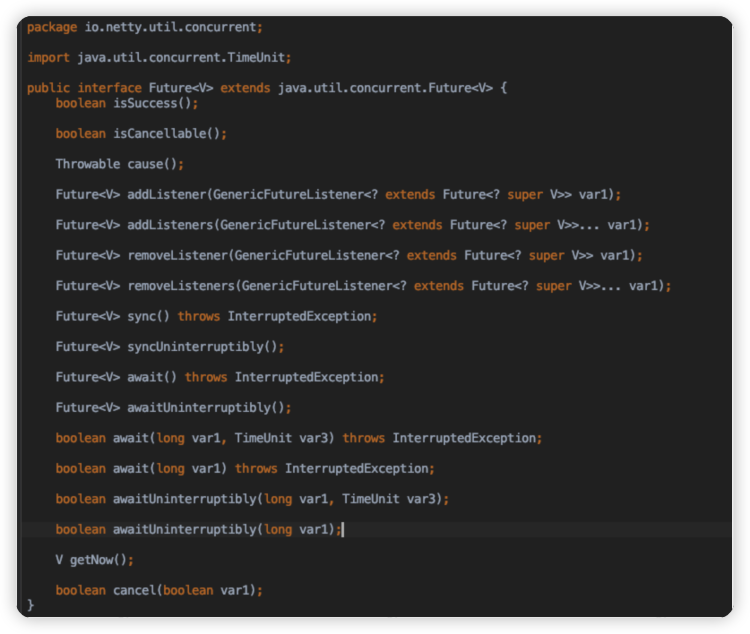 package io.netty.util.concurrent;
import java.util.concurrent.TimeUnit;
public interface Future<V> extends java.util.concurrent.Future<V> {
boolean isSuccess();
boolean isCancellable();
Throwable cause();
Future<V> addListener(GenericFutureListener<? extends Future<? super V>> var1);
Future<V> addListeners(GenericFutureListener<? extends Future<? super V>>... var1);
Future<V> removeListener(GenericFutureListener<? extends Future<? super V>> var1);
Future<V> removeListeners(GenericFutureListener<? extends Future<? super V>>... var1);
Future<V> sync() throws InterruptedException;
Future<V> syncUninterruptibly();
Future<V> await() throws InterruptedException;
Future<V> awaitUninterruptibly();
boolean await(long var1, TimeUnit var3) throws InterruptedException;
boolean await(long var1) throws InterruptedException;
boolean awaitUninterruptibly(long var1, TimeUnit var3);
boolean awaitUninterruptibly(long var1);
V getNow();
boolean cancel(boolean var1);
}